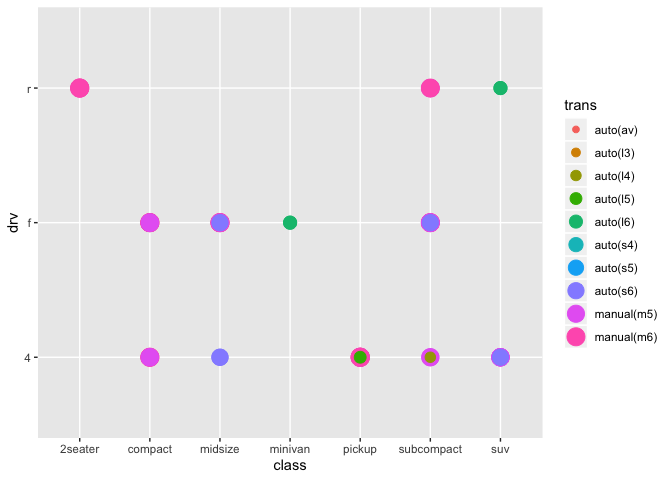 r
f
4
drv
2seater compact midsize minivan pickup subcompact suv
class
trans
auto(av)
auto(l3)
auto(l4)
auto(l5)
auto(l6)
auto(s4)
auto(s5)
auto(s6)
manual(m5)
manual(m6)